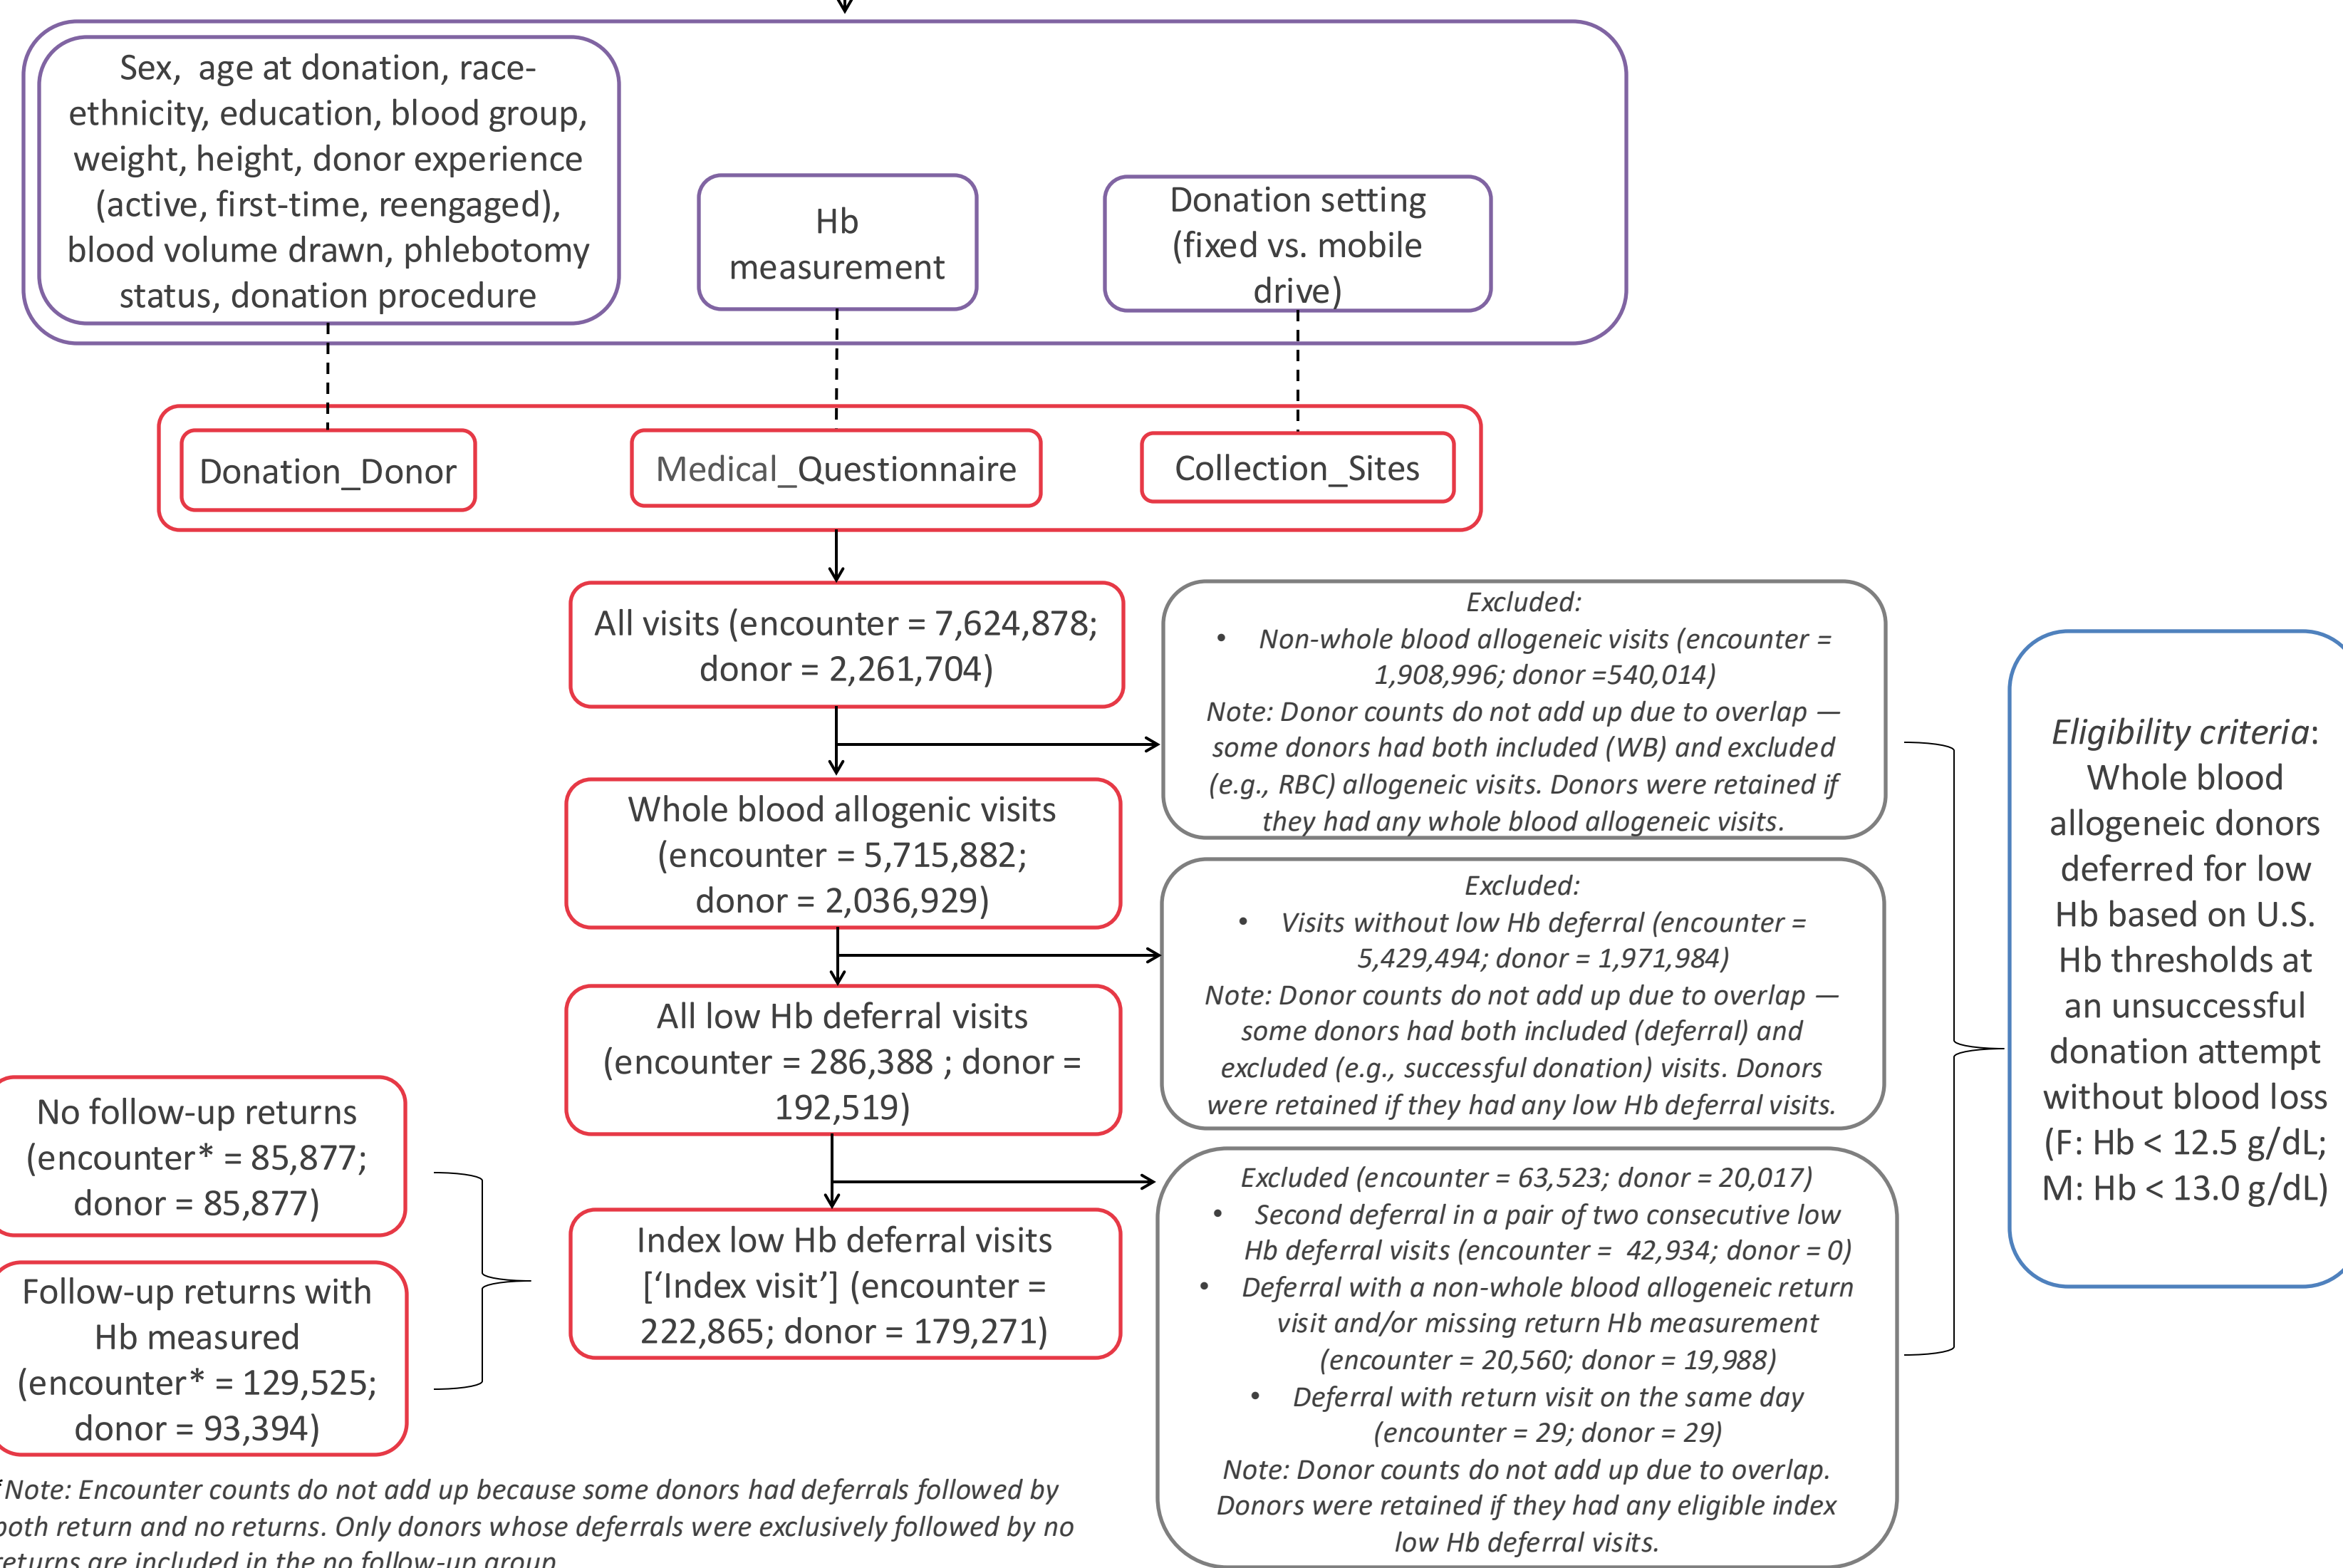 Sex,  age at donation, race-
ethnicity, education, blood group,
weight, height, donor experience
(active, first-time, reengaged),
blood volume drawn, phlebotomy
status, donation procedure
Hb
measurement
Donation setting
(fixed vs. mobile
drive)
Donation_Donor
Medical_Questionnaire
Collection_Sites
All visits (encounter = 7,624,878;
donor = 2,261,704)
Excluded:
• Non-whole blood allogeneic visits (encounter =
1,908,996; donor =540,014)
Note: Donor counts do not add up due to overlap —
some donors had both included (WB) and excluded
(e.g., RBC) allogeneic visits. Donors were retained if
they had any whole blood allogeneic visits.
Whole blood allogenic visits
(encounter = 5,715,882;
donor = 2,036,929)
Excluded:
• Visits without low Hb deferral (encounter =
5,429,494; donor = 1,971,984)
Note: Donor counts do not add up due to overlap —
some donors had both included (deferral) and
excluded (e.g., successful donation) visits. Donors
were retained if they had any low Hb deferral visits.
All low Hb deferral visits
(encounter = 286,388 ; donor =
192,519)
Excluded (encounter = 63,523; donor = 20,017)
• Second deferral in a pair of two consecutive low
Hb deferral visits (encounter =  42,934; donor = 0)
• Deferral with a non-whole blood allogeneic return
visit and/or missing return Hb measurement
(encounter = 20,560; donor = 19,988)
• Deferral with return visit on the same day
(encounter = 29; donor = 29)
Note: Donor counts do not add up due to overlap.
Donors were retained if they had any eligible index
low Hb deferral visits.
Index low Hb deferral visits
[‘Index visit’] (encounter =
222,865; donor = 179,271)
No follow-up returns
(encounter* = 85,877;
donor = 85,877)
Follow-up returns with
Hb measured
(encounter* = 129,525;
donor = 93,394)
Eligibility criteria:
Whole blood
allogeneic donors
deferred for low
Hb based on U.S.
Hb thresholds at
an unsuccessful
donation attempt
without blood loss
(F: Hb < 12.5 g/dL;
M: Hb < 13.0 g/dL)
*Note: Encounter counts do not add up because some donors had deferrals followed by
both return and no returns. Only donors whose deferrals were exclusively followed by no
returns are included in the no follow-up group